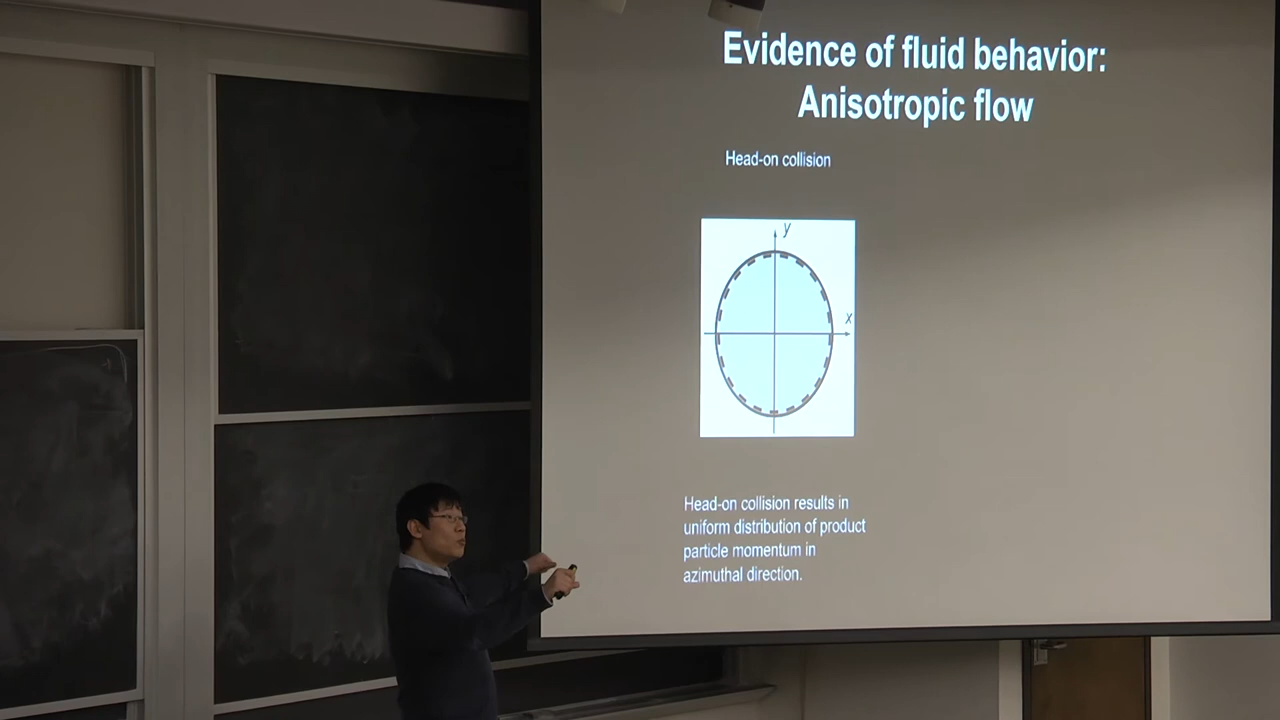 Evidence of fluid behavior:
Anisotropic flow
Head-on collision
y
x
Head-on collision results in
uniform distribution of product
particle momentum in
azimuthal direction.